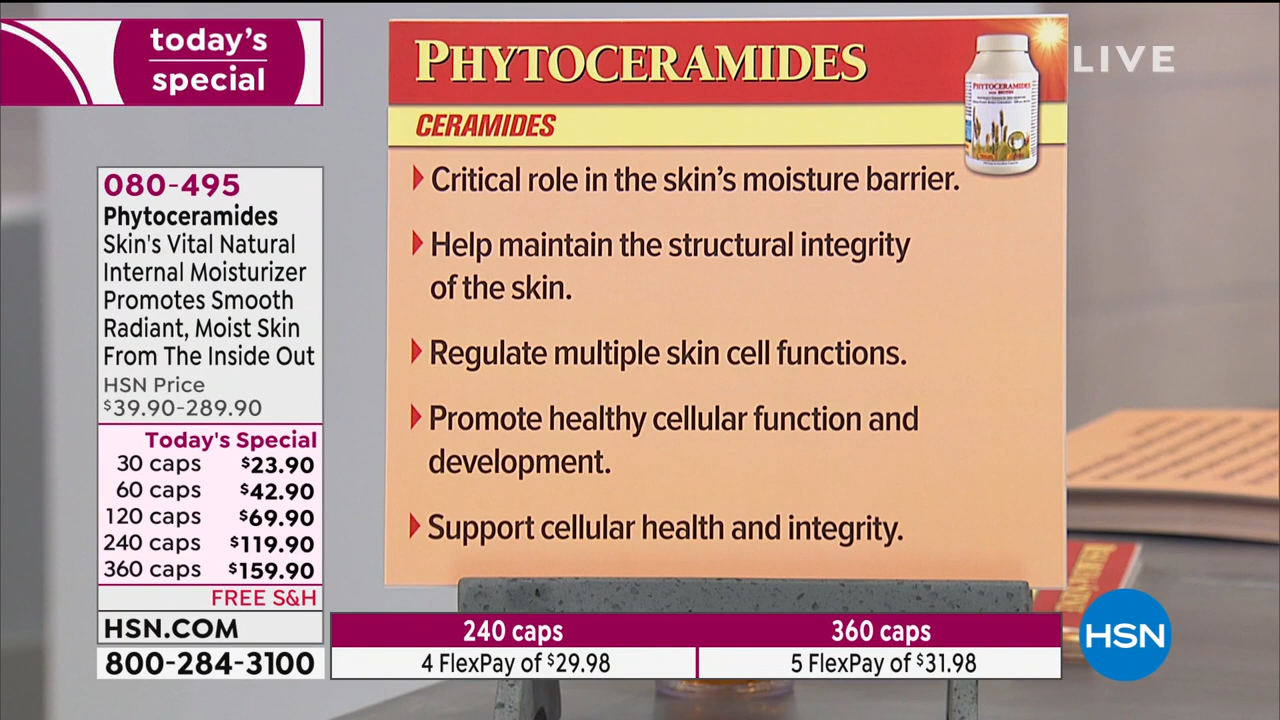 today's
special
080-495
Phytoceramides
Skin's Vital Natural
Internal Moisturizer
Promotes Smooth
Radiant, Moist Skin
From The Inside Out
HSN Price
$39.90-289.90
Today's Special
30 caps $23.90
60 caps $42.90
120 caps $69.90
240 caps $119.90
360 caps $159.90
FREE S&H
HSN.COM
800-284-3100
PHYTOCERAMIDES
CERAMIDES
Critical role in the skin's moisture barrier.
Help maintain the structural integrity
of the skin.
Regulate multiple skin cell functions.
Promote healthy cellular function and
development.
Support cellular health and integrity.
PHYTOCERAMIDES
LIVE
240 caps 360 caps
4 FlexPay of $29.98 5 FlexPay of $31.98
HSN